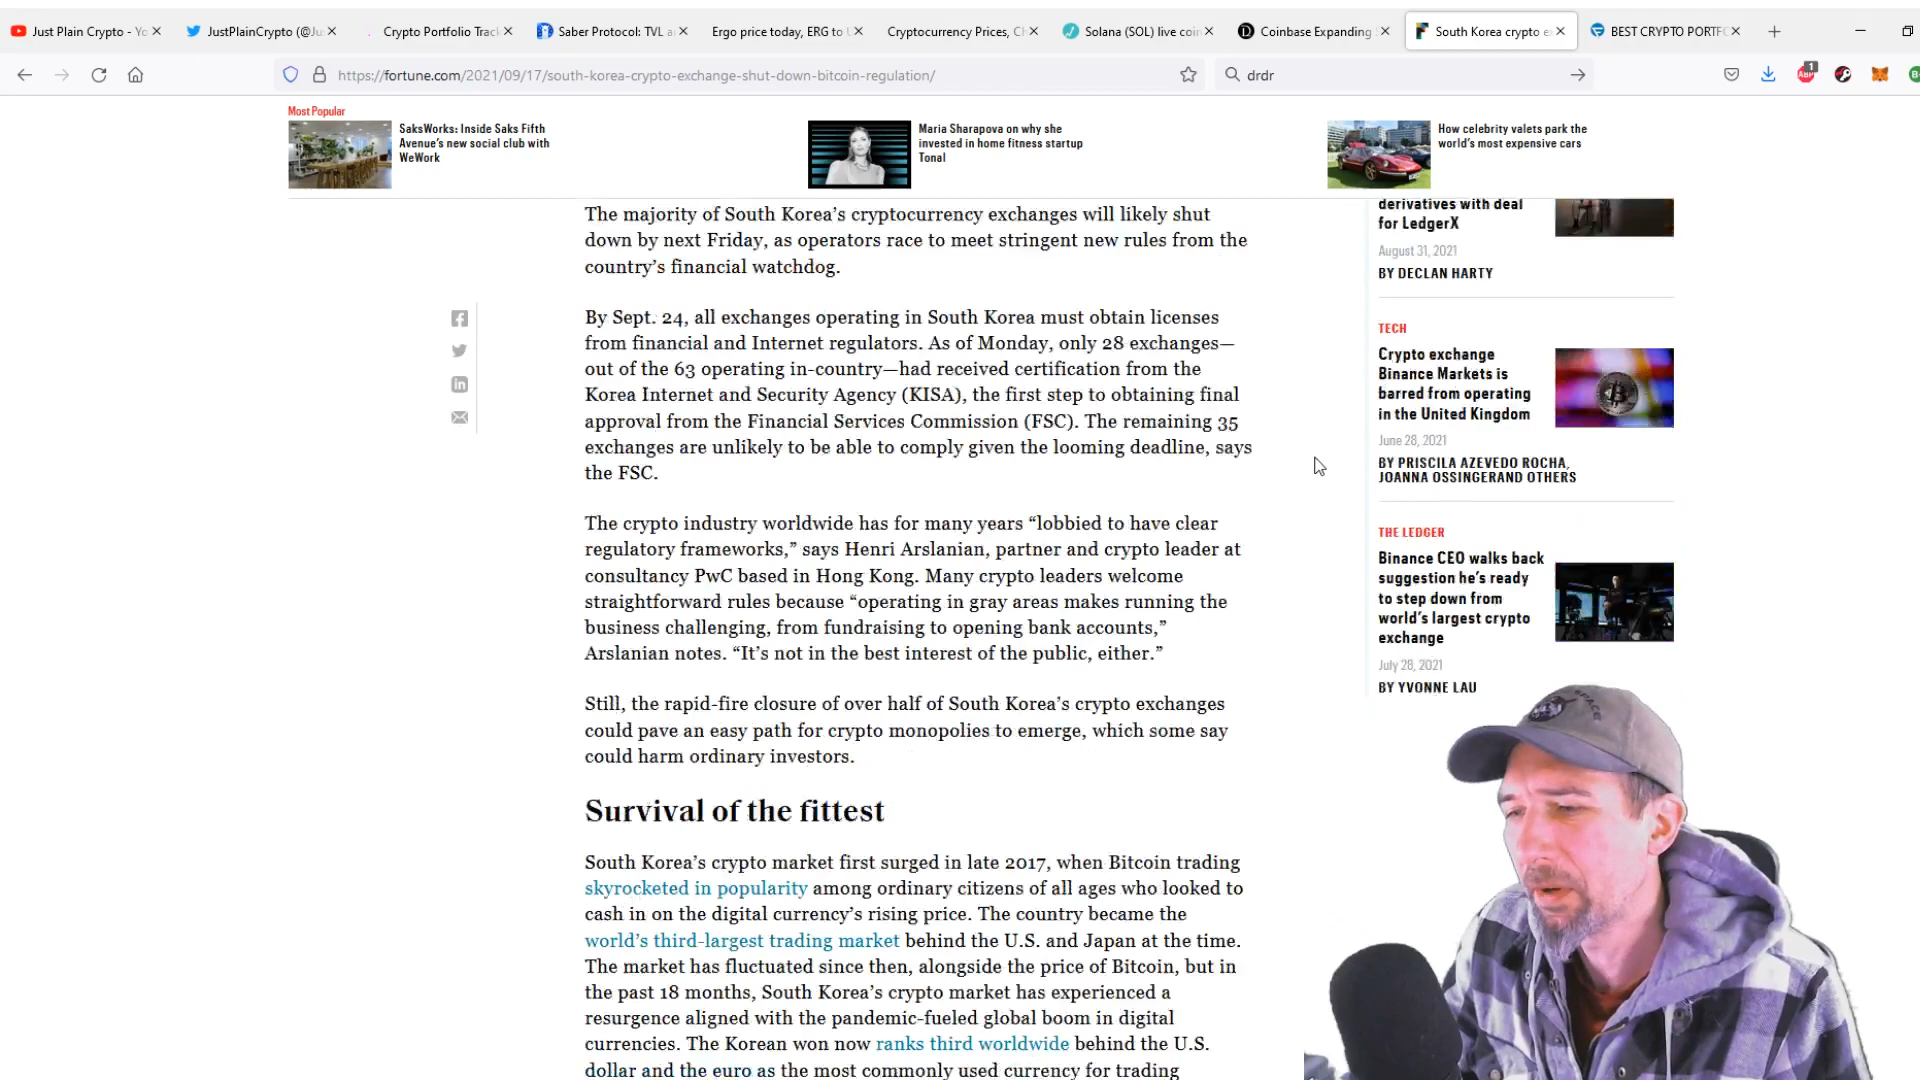 Just Plain Crypto - Yo
JustPlainCrypto (@Ju
Crypto Portfolio Trac
Saber Protocol: TVL a
Ergo price today, ERG to U
Cryptocurrency Prices, Ch
Solana (SOL) live coin
Coinbase Expanding S
South Korea crypto e
BEST CRYPTO PORTF
https://fortune.com/2021/09/17/south-korea-crypto-exchange-shut-down-bitcoin-regulation/
drdr
1
Most Popular
SaksWorks: Inside Saks Fifth
Avenue's new social club with
WeWork
Maria Sharapova on why she
invested in home fitness startup
Tonal
How celebrity valets park the
world's most expensive cars
The majority of South Korea's cryptocurrency exchanges will likely shut
down by next Friday, as operators race to meet stringent new rules from the
country's financial watchdog.
By Sept. 24, all exchanges operating in South Korea must obtain licenses
from financial and Internet regulators. As of Monday, only 28 exchanges—
out of the 63 operating in-country—had received certification from the
Korea Internet and Security Agency (KISA), the first step to obtaining final
approval from the Financial Services Commission (FSC). The remaining 35
exchanges are unlikely to be able to comply given the looming deadline, says
the FSC.
The crypto industry worldwide has for many years “lobbied to have clear
regulatory frameworks,” says Henri Arslanian, partner and crypto leader at
consultancy PwC based in Hong Kong. Many crypto leaders welcome
straightforward rules because “operating in gray areas makes running the
business challenging, from fundraising to opening bank accounts,”
Arslanian notes. “It’s not in the best interest of the public, either.”
Still, the rapid-fire closure of over half of South Korea’s crypto exchanges
could pave an easy path for crypto monopolies to emerge, which some say
could harm ordinary investors.
Survival of the fittest
South Korea’s crypto market first surged in late 2017, when Bitcoin trading
skyrocketed in popularity among ordinary citizens of all ages who looked to
cash in on the digital currency’s rising price. The country became the
world’s third-largest trading market behind the U.S. and Japan at the time.
The market has fluctuated since then, alongside the price of Bitcoin, but in
the past 18 months, South Korea’s crypto market has experienced a
resurgence aligned with the pandemic-fueled global boom in digital
currencies. The Korean won now ranks third worldwide behind the U.S.
dollar and the euro as the most commonly used currency for trading
derivatives with deal
for LedgerX
August 31, 2021
BY DECLAN HARTY
TECH
Crypto exchange
Binance Markets is
barred from operating
in the United Kingdom
June 28, 2021
BY PRISCILA AZEVEDO ROCHA,
JOANNA OSSINGERAND OTHERS
THE LEDGER
Binance CEO walks back
suggestion he's ready
to step down from
world's largest crypto
exchange
July 28, 2021
BY YVONNE LAU
SPACE